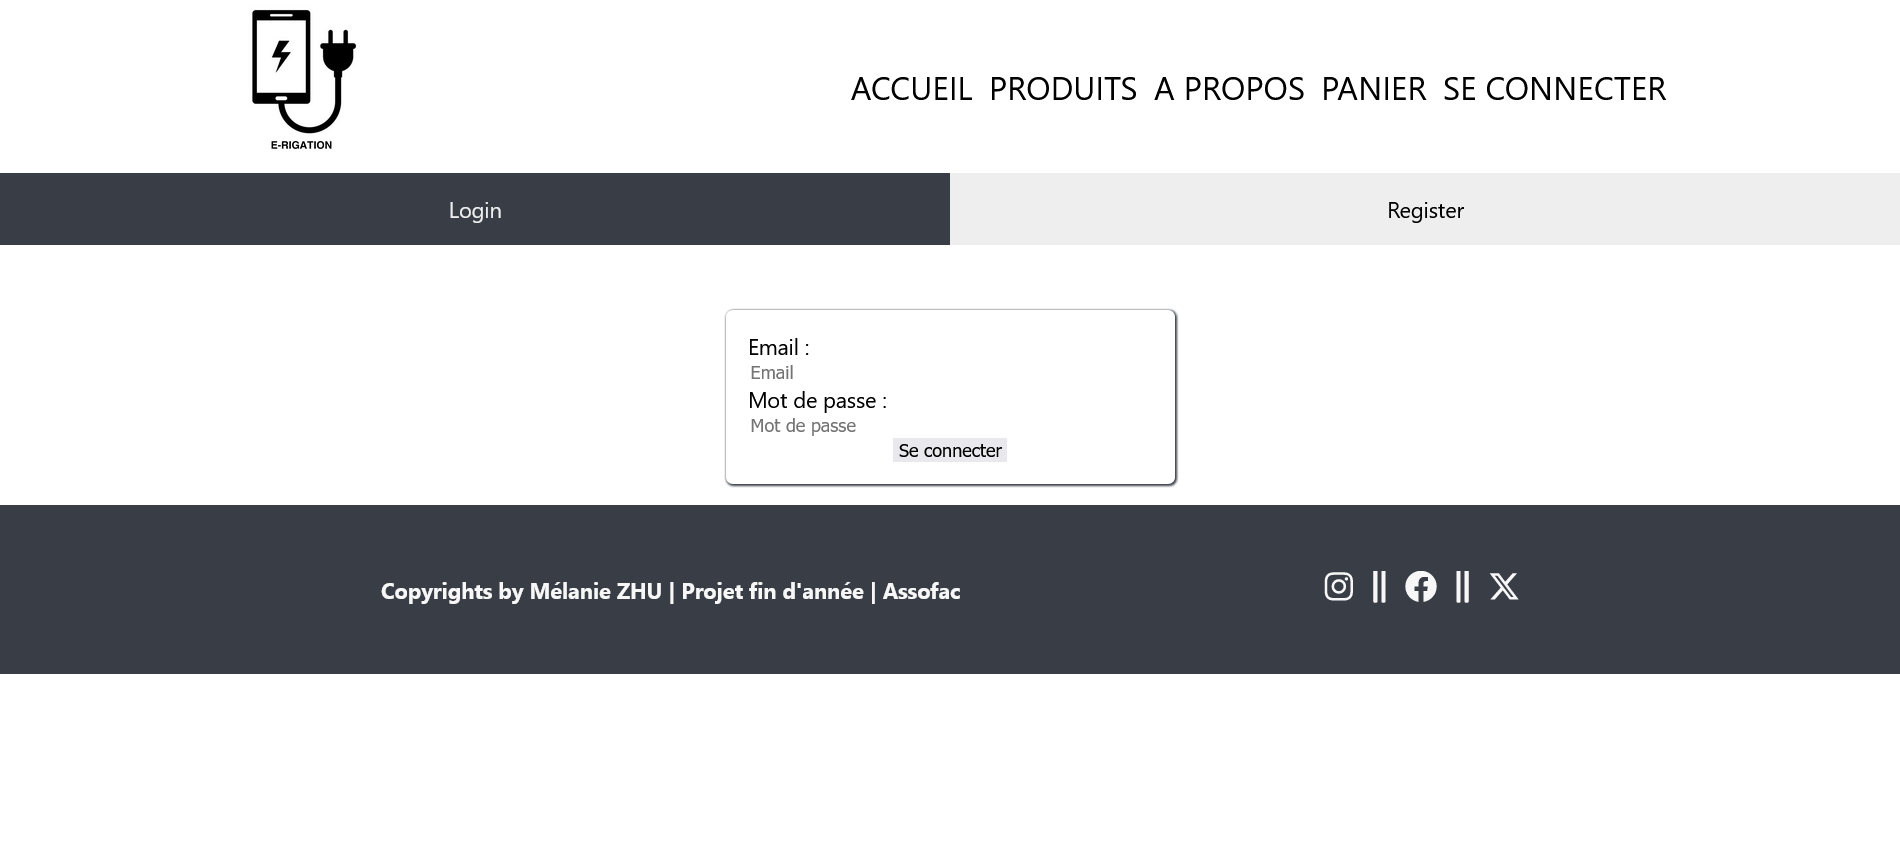 E-RIGATION
ACCUEIL PRODUITS A PROPOS PANIER SE CONNECTER
Login
Register
Email :
Email
Mot de passe :
Mot de passe
Se connecter
Copyrights by Mélanie ZHU | Projet fin d'année | Assofac